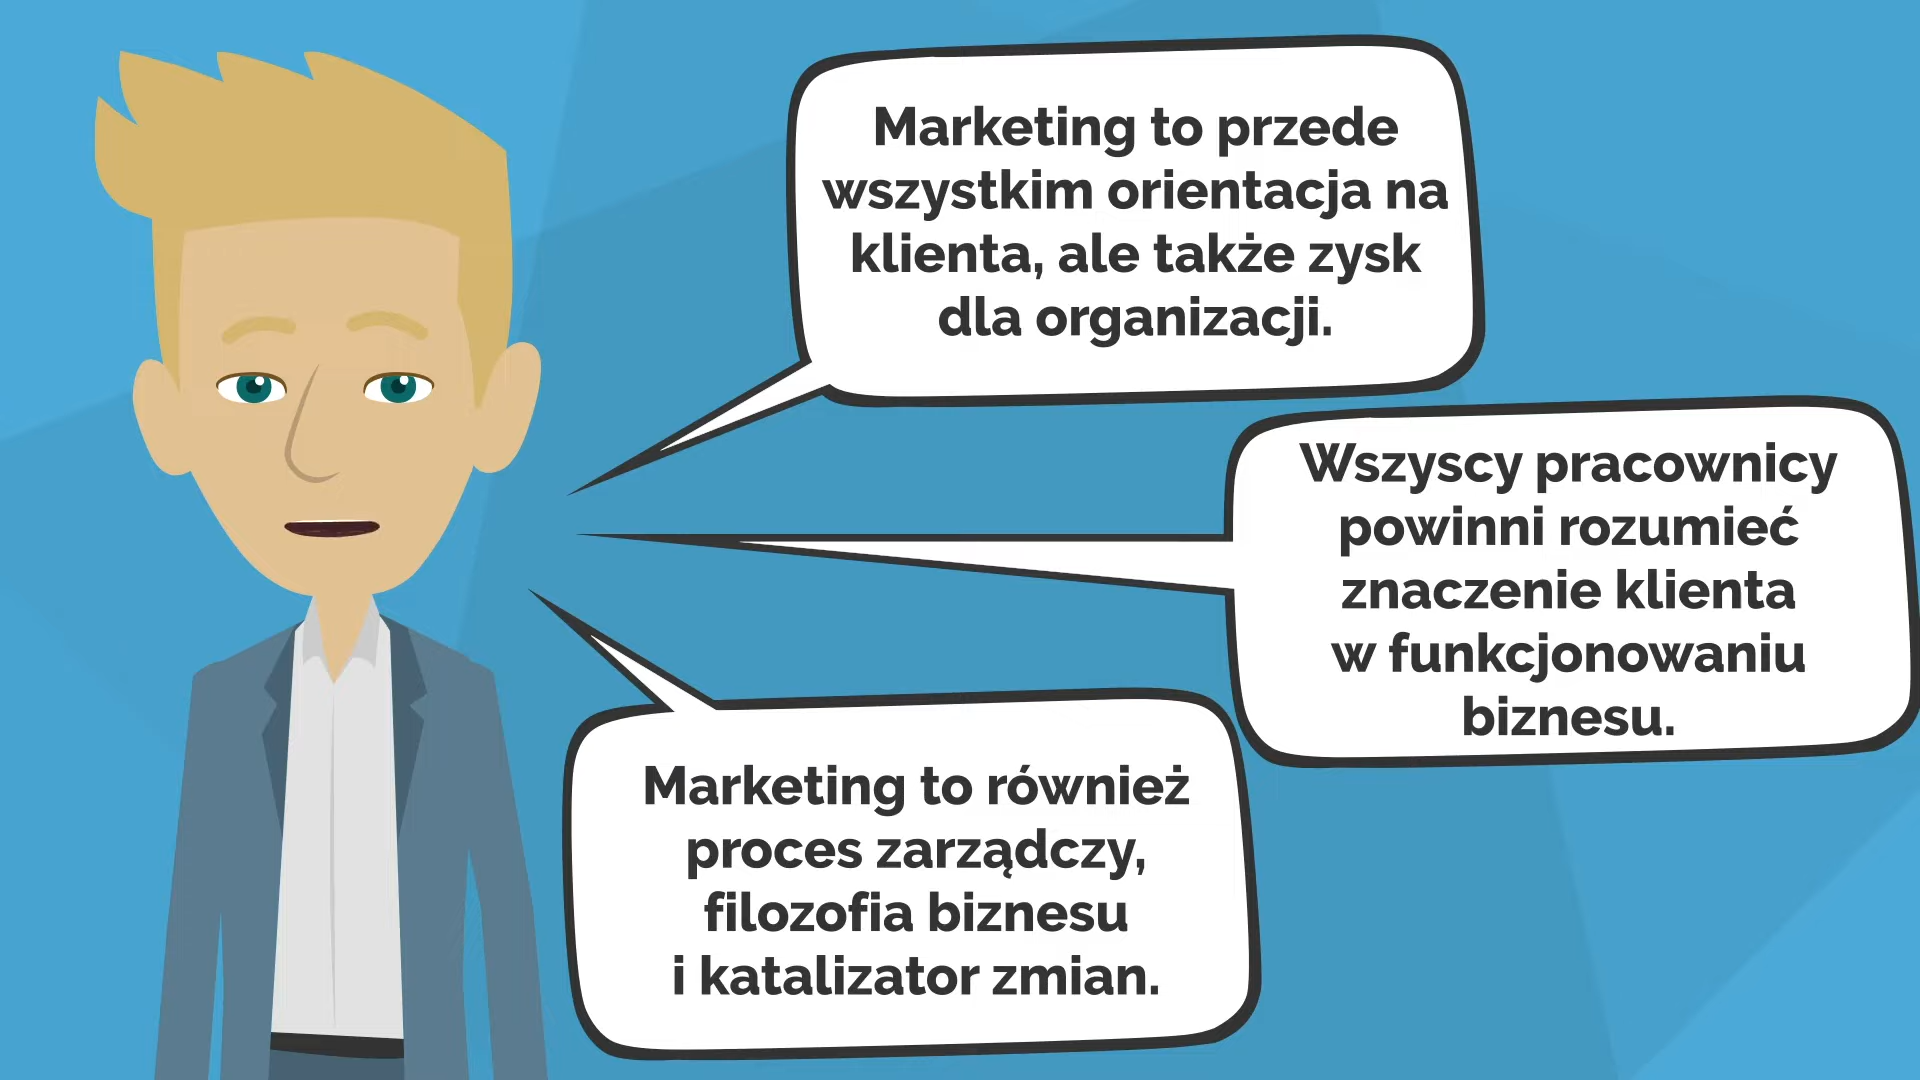 Marketing to przede
wszystkim orientacja na
klienta, ale także zysk
dla organizacji.
Wszyscy pracownicy
powinni rozumieć
znaczenie klienta
w funkcjonowaniu
biznesu.
Marketing to również
proces zarządczy,
filozofia biznesu
i katalizator zmian.